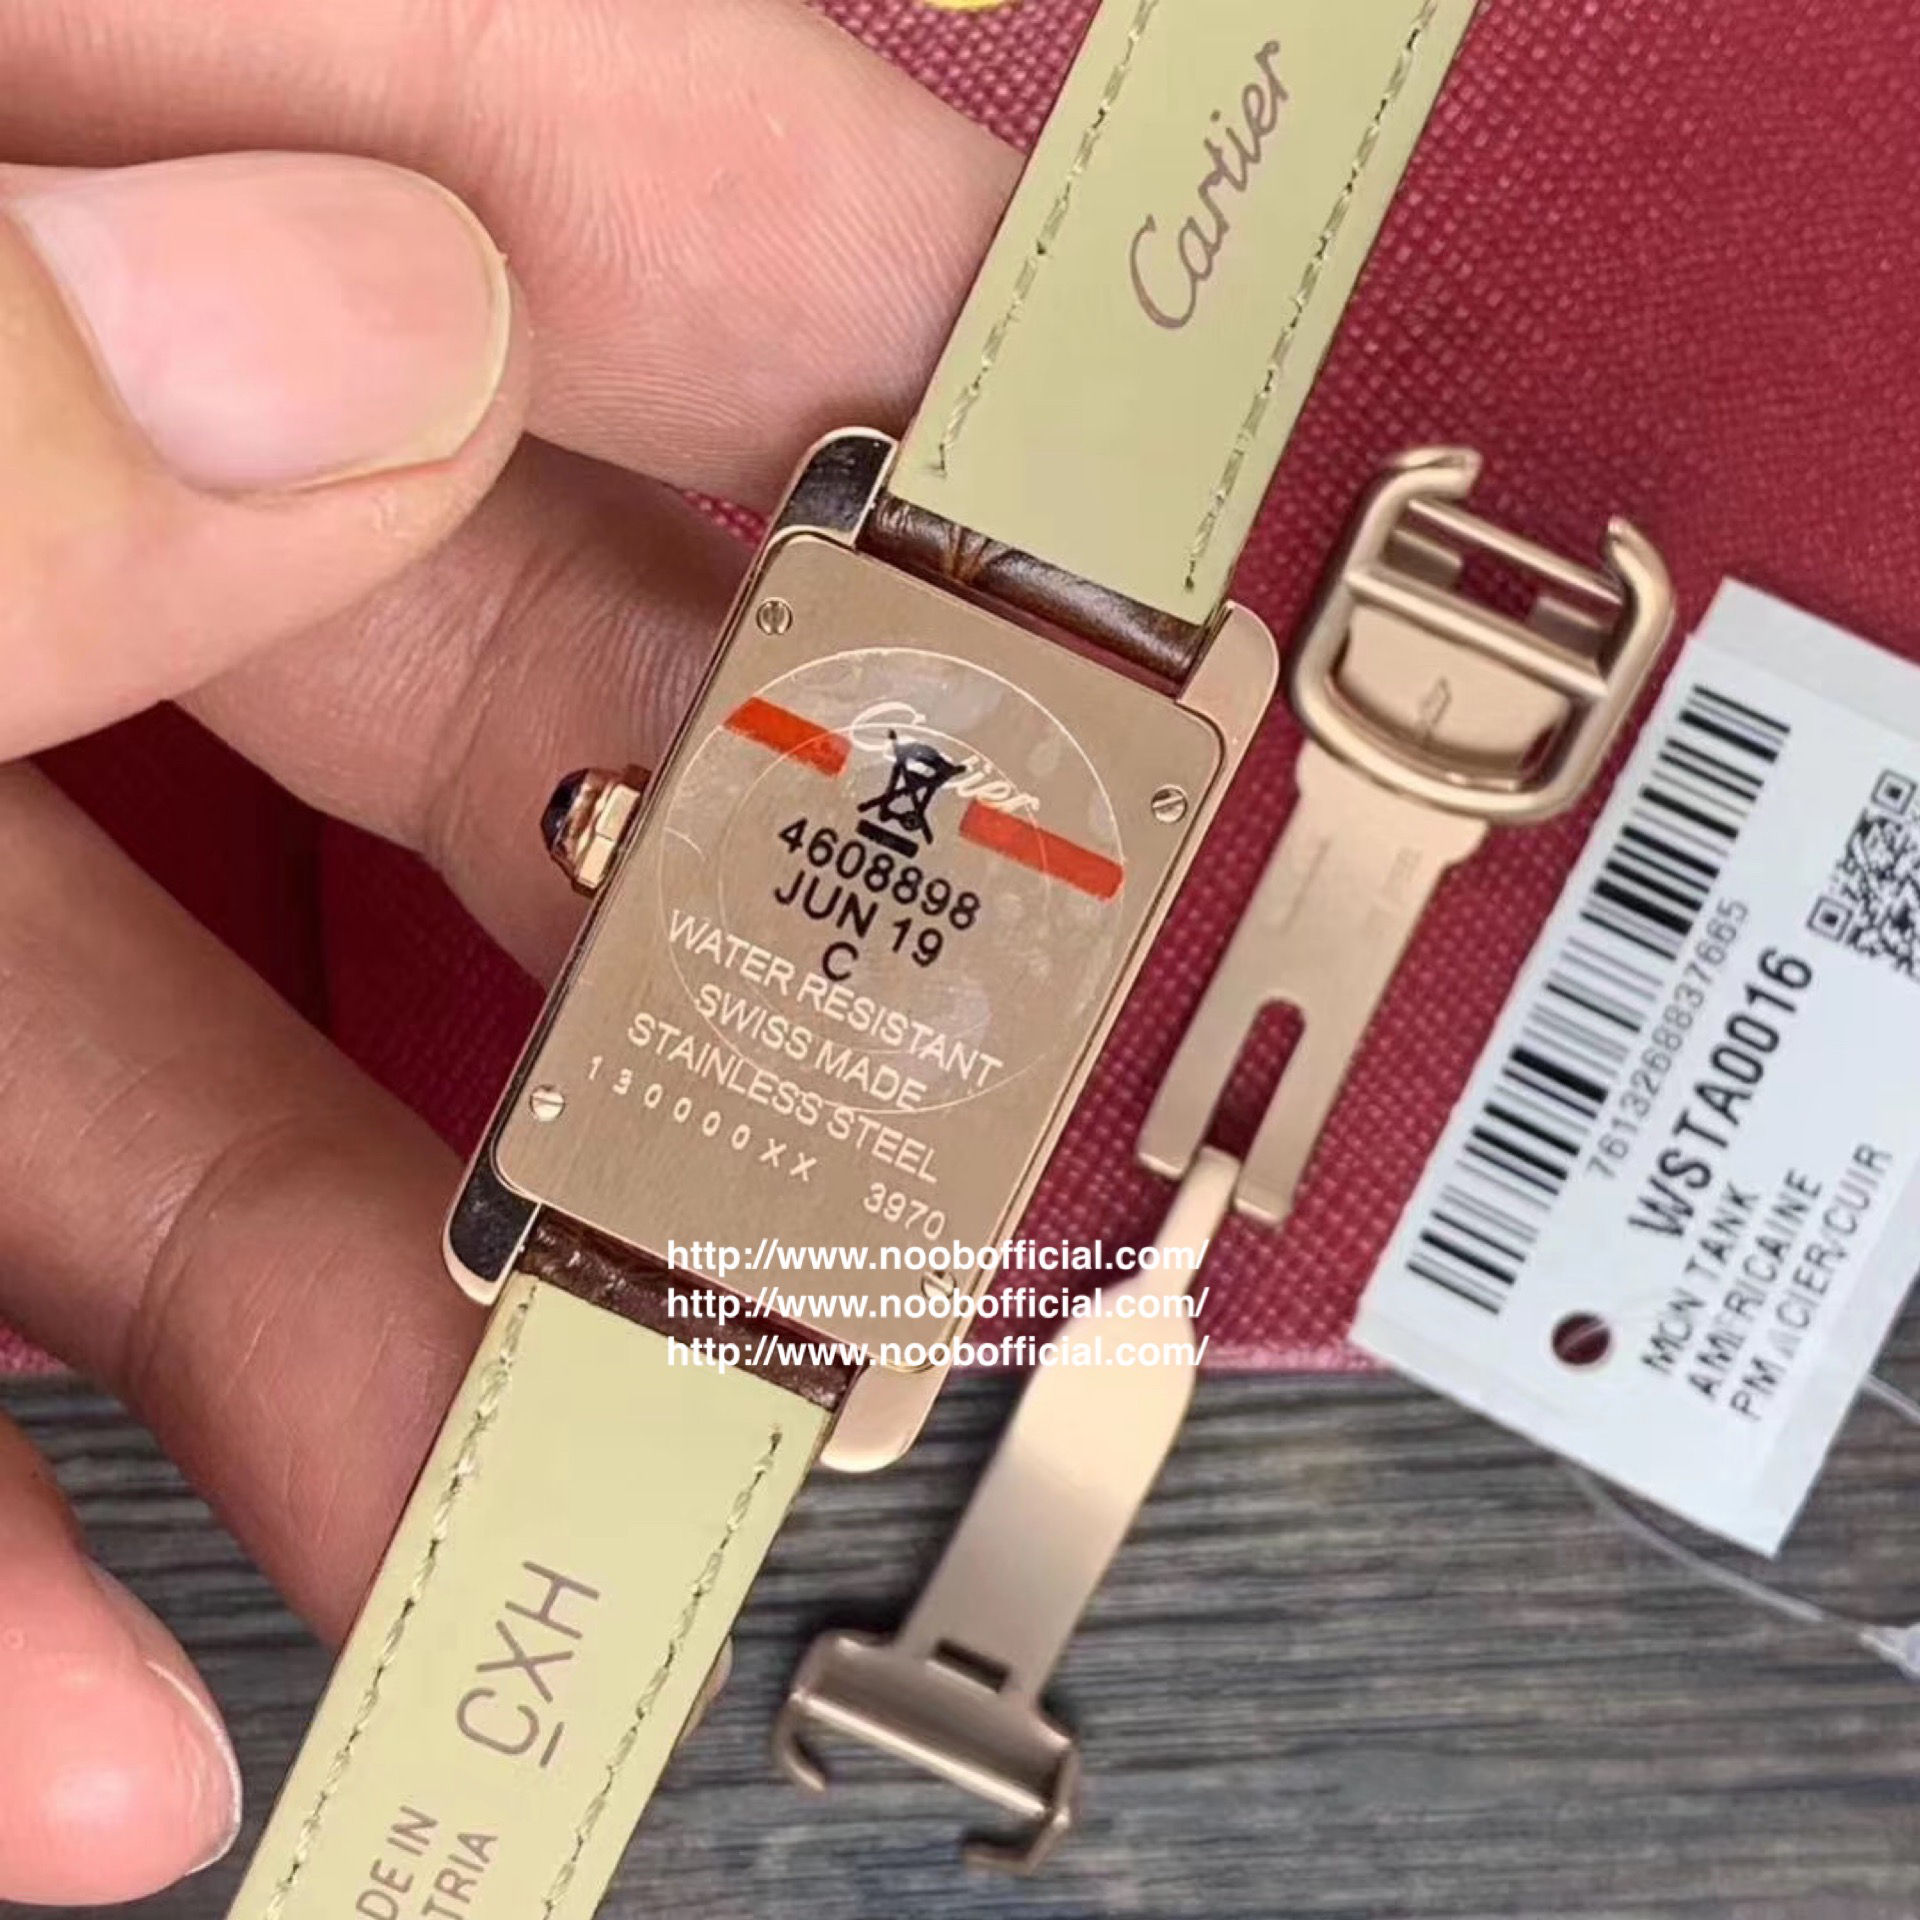 Cartier
Cartier
4608898
JUN 19
C
WATER RESISTANT
SWISS MADE
STAINLESS STEEL
130000XX 3970
http://www.noobofficial.com/
http://www.noobofficial.com/
http://www.noobofficial.com/
7613268837665
WSTA0016
MON TANK
AMERICAINE
PM ACIER/CUIR
CXH
DE IN
TRIA